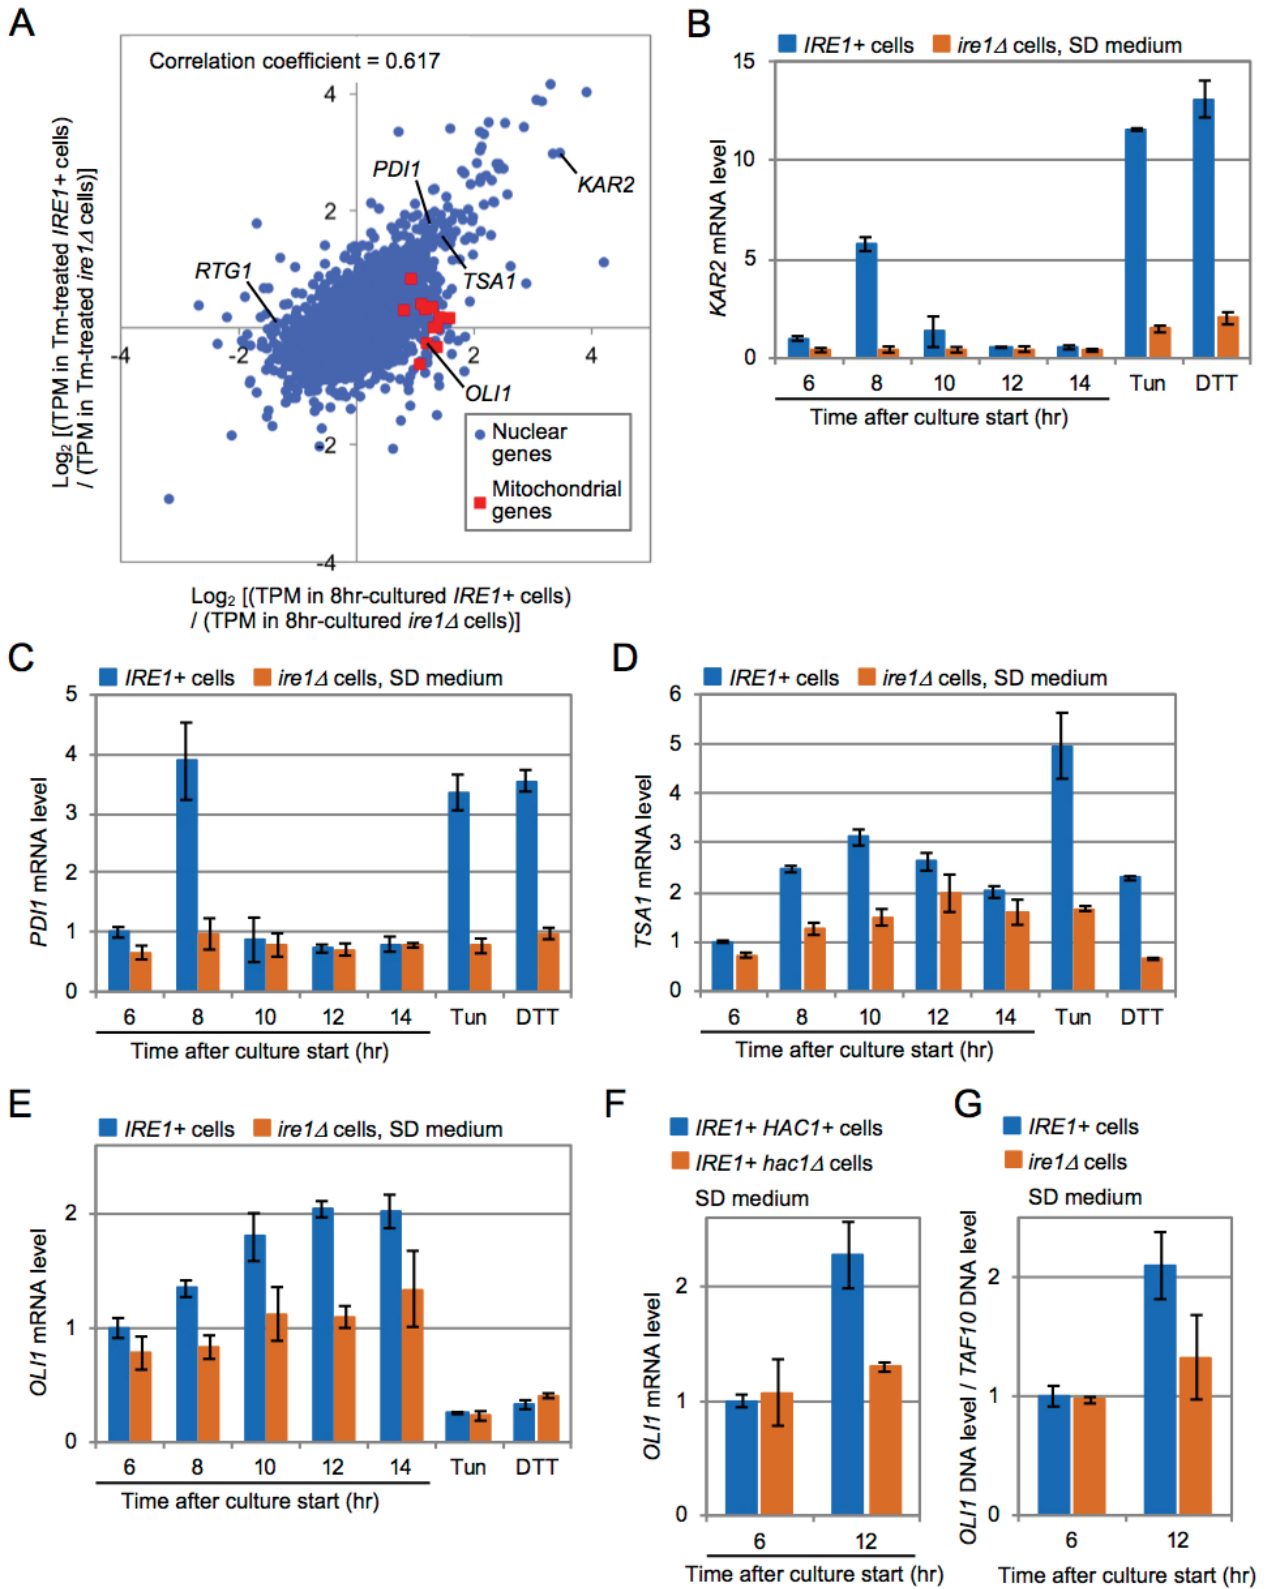 A
Correlation coefficient = 0.617
Log2 [(TPM in Tm-treated IRE1+ cells)
/ (TPM in Tm-treated ire1Δ cells)]
4
2
-2
-4
-4
-2
2
4
PDI1
KAR2
RTG1
TSA1
OLI1
Nuclear
genes
Mitochondrial
genes
Log2 [(TPM in 8hr-cultured IRE1+ cells)
/ (TPM in 8hr-cultured ire1Δ cells)]
B
IRE1+ cells
ire1Δ cells, SD medium
KAR2 mRNA level
15
10
5
0
6 8 10 12 14 Tun DTT
Time after culture start (hr)
C
IRE1+ cells
ire1Δ cells, SD medium
PDI1 mRNA level
5
4
3
2
1
0
6 8 10 12 14 Tun DTT
Time after culture start (hr)
D
IRE1+ cells
ire1Δ cells, SD medium
TSA1 mRNA level
6
5
4
3
2
1
0
6 8 10 12 14 Tun DTT
Time after culture start (hr)
E
IRE1+ cells
ire1Δ cells, SD medium
OLI1 mRNA level
2
1
0
6 8 10 12 14 Tun DTT
Time after culture start (hr)
F
IRE1+ HAC1+ cells
IRE1+ hac1Δ cells
SD medium
OLI1 mRNA level
2
1
0
6 12
Time after culture start (hr)
G
IRE1+ cells
ire1Δ cells
SD medium
OLI1 DNA level / TAF10 DNA level
2
1
0
6 12
Time after culture start (hr)